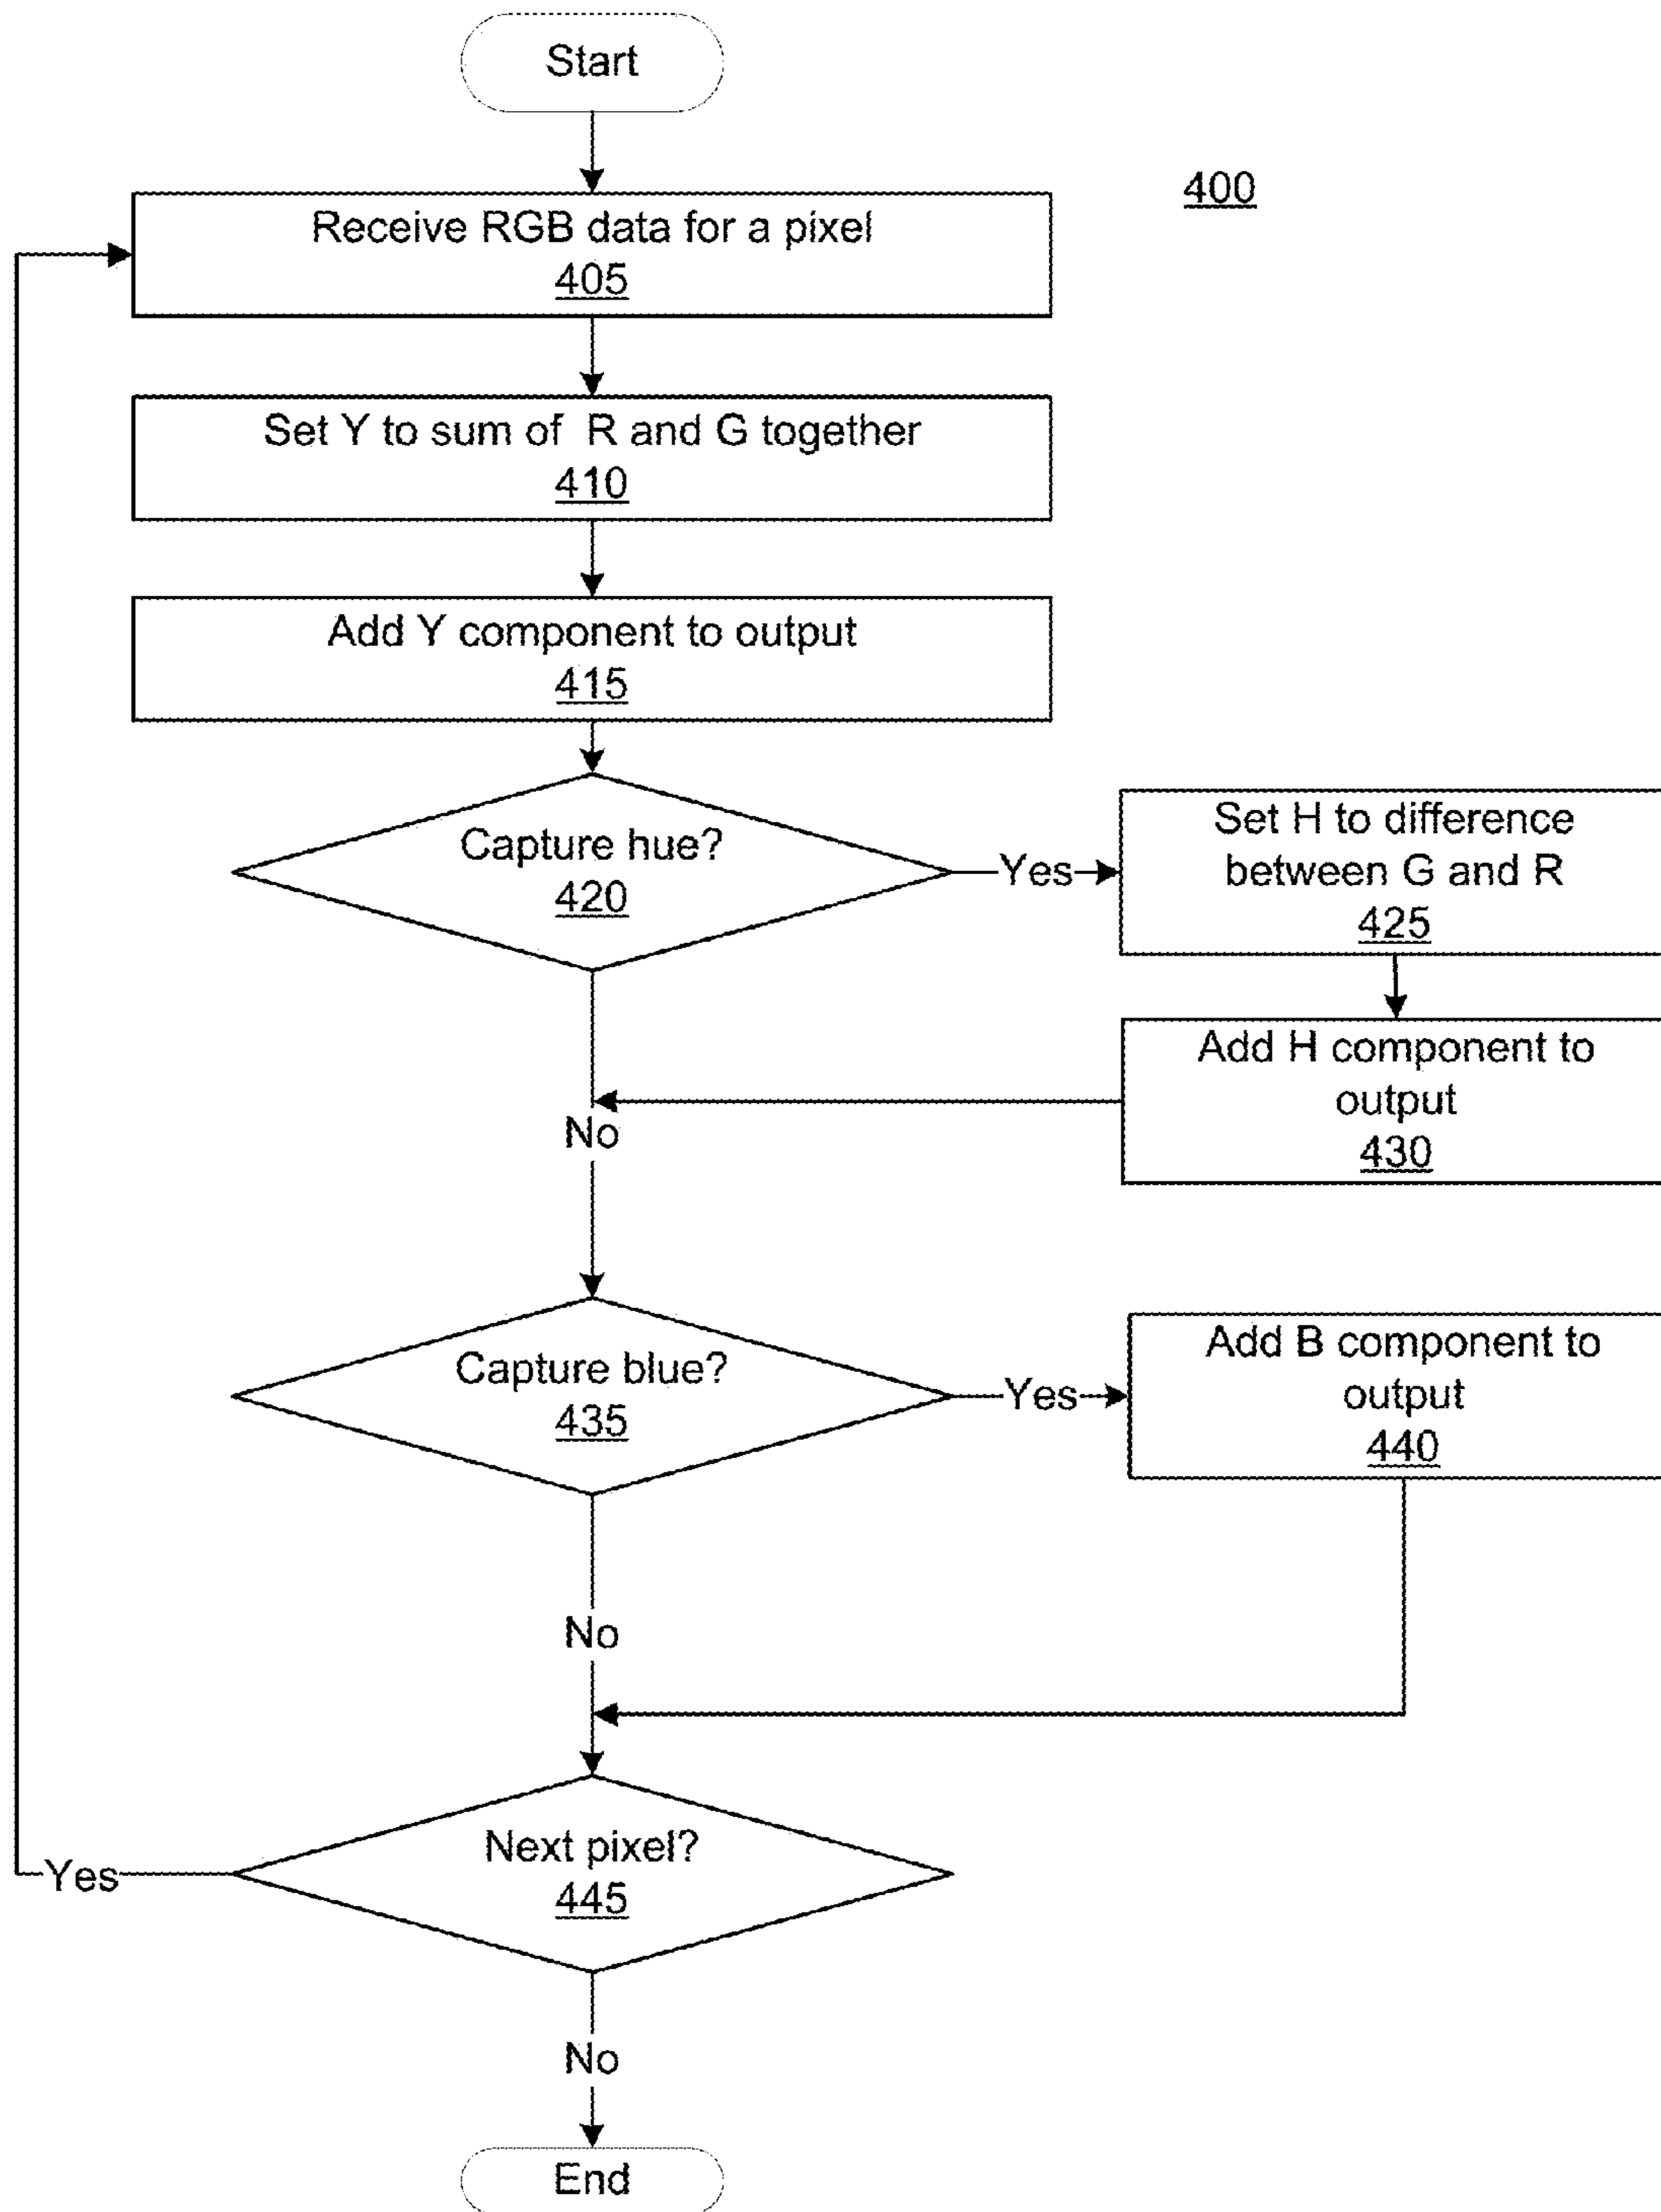 Start
400
Receive RGB data for a pixel
405
Set Y to sum of R and G together
410
Add Y component to output
415
Capture hue?
420
Yes
Set H to difference
between G and R
425
Add H component to
output
430
No
Capture blue?
435
Yes
Add B component to
output
440
No
Next pixel?
445
Yes
No
End